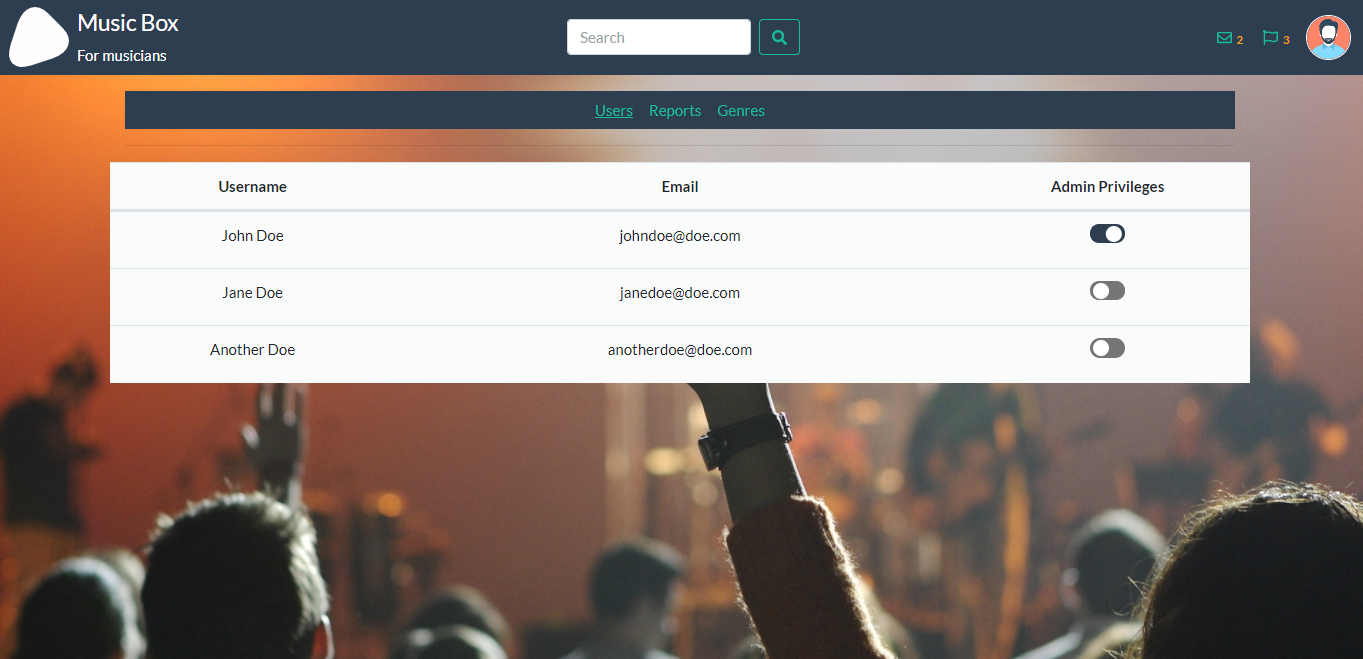 Music Box
For musicians
Search
2 3
Users Reports Genres
Username Email Admin Privileges
John Doe johndoe@doe.com
Jane Doe janedoe@doe.com
Another Doe anotherdoe@doe.com